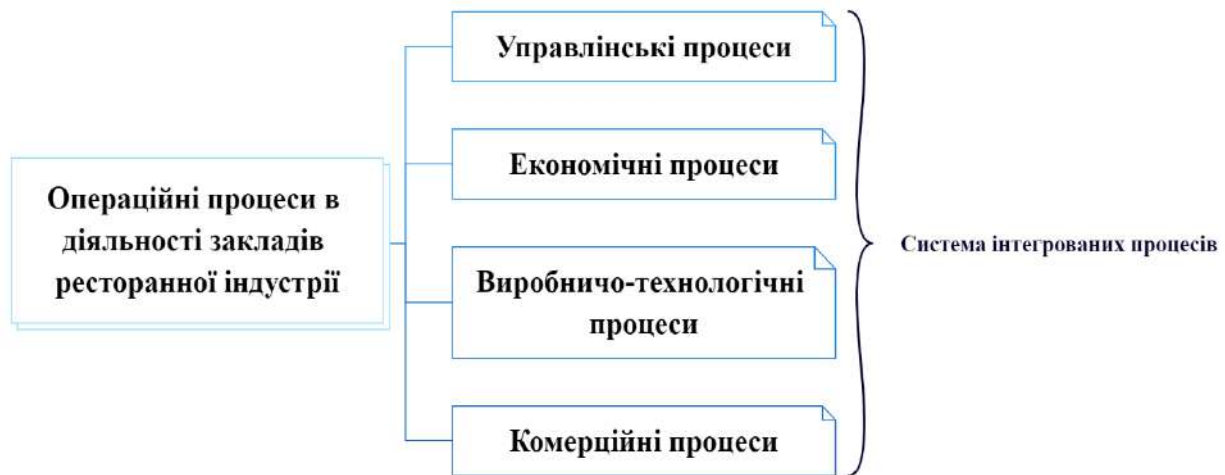 Управлінські процеси
Економічні процеси
Операційні процеси в
діяльності закладів
ресторанної індустрії
Система інтегрованих процесів
Виробничо-технологічні
процеси
Комерційні процеси